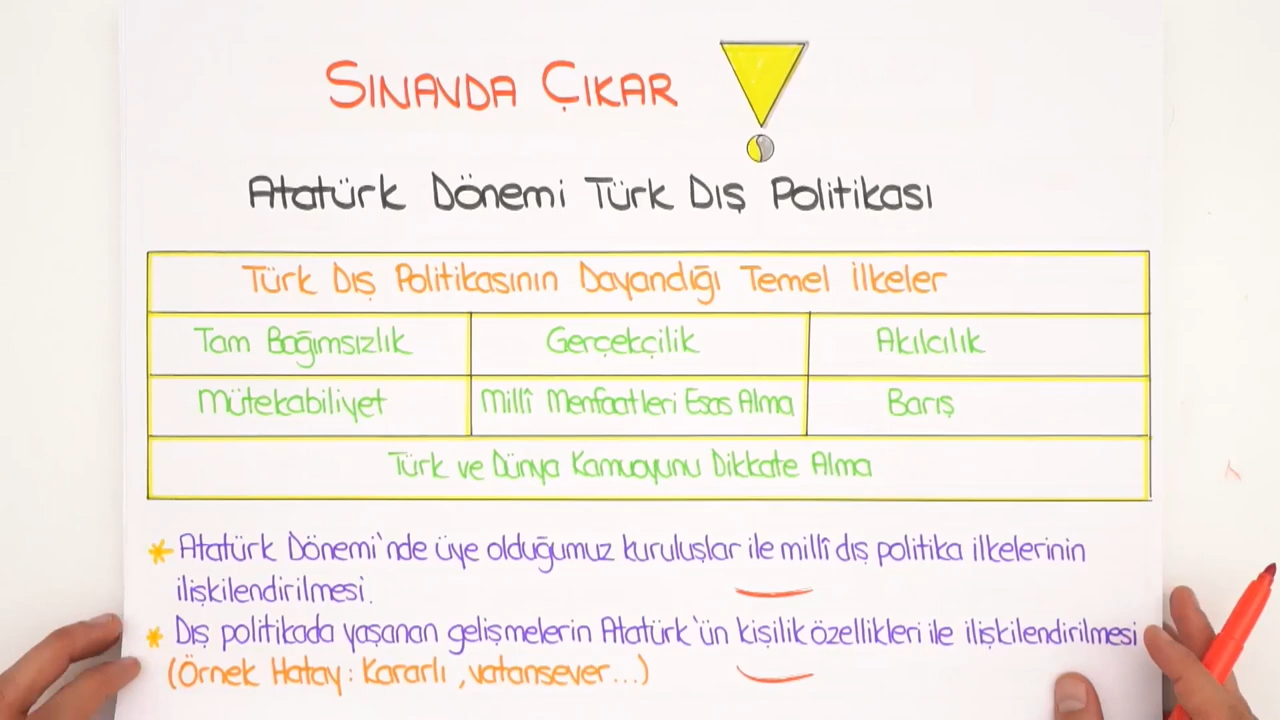 SINAVDA ÇIKAR
Atatürk Dönemi Türk Dış Politikası
Türk Dış Politikasının Dayandığı Temel İlkeler
Tam Bağımsızlık Gerçekçilik Akılcılık
Mütekabiliyet Millî Menfaatleri Esas Alma Barış
Türk ve Dünya Kamuoyunu Dikkate Alma
* Atatürk Dönemi'nde üye olduğumuz kuruluşlar ile millî dış politika ilkelerinin
ilişkilendirilmesi.
* Dış politikada yaşanan gelişmelerin Atatürk'ün kişilik özellikleri ile ilişkilendirilmesi
(Örnek Hatay: Kararlı, vatansever...)